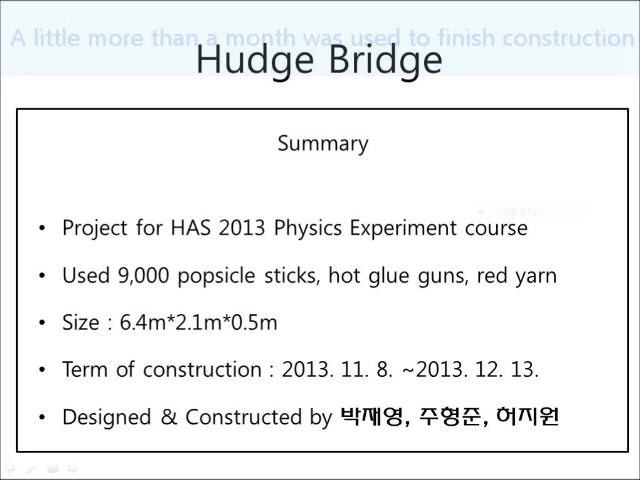 A little more than a month was used to finish construction
Hudge Bridge
Summary
• Project for HAS 2013 Physics Experiment course
• Used 9,000 popsicle sticks, hot glue guns, red yarn
• Size : 6.4m*2.1m*0.5m
• Term of construction : 2013. 11. 8. ~2013. 12. 13.
• Designed & Constructed by 박재영, 주형준, 허지원